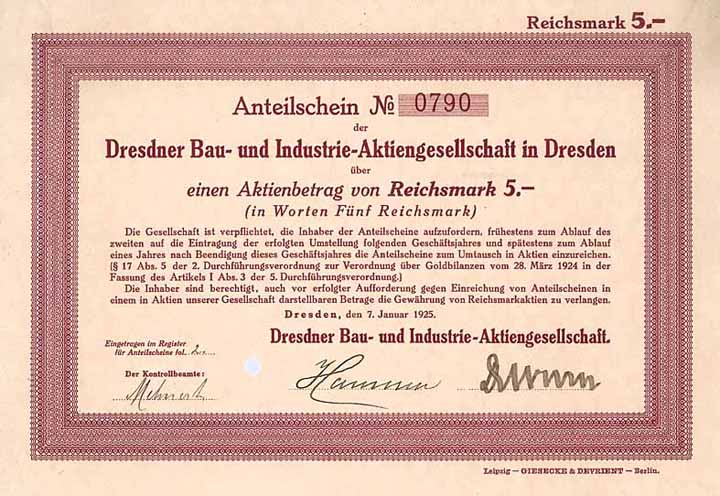 Reichsmark 5.–
Anteilschein № 0790
der
Dresdner Bau- und Industrie-Aktiengesellschaft in Dresden
über
einen Aktienbetrag von Reichsmark 5.–
(in Worten Fünf Reichsmark)
Die Gesellschaft ist verpflichtet, die Inhaber der Anteilscheine aufzufordern, frühestens zum Ablauf des
zweiten auf die Eintragung der erfolgten Umstellung folgenden Geschäftsjahres und spätestens zum Ablauf
eines Jahres nach Beendigung dieses Geschäftsjahres die Anteilscheine zum Umtausch in Aktien einzureichen.
(§ 17 Abs. 5 der 2. Durchführungsverordnung zur Verordnung über Goldbilanzen vom 28. März 1924 in der
Fassung des Artikels I Abs. 3 der 5. Durchführungsverordnung.)
Die Inhaber sind berechtigt, auch vor erfolgter Aufforderung gegen Einreichung von Anteilscheinen in
einem in Aktien unserer Gesellschaft darstellbaren Betrage die Gewährung von Reichsmarkaktien zu verlangen.
Dresden, den 7. Januar 1925.
Dresdner Bau- und Industrie-Aktiengesellschaft.
Eingetragen im Register
für Anteilscheine fol.
Der Kontrollbeamte:
Mehnert
Leipzig — GIESECKE & DEVRIENT — Berlin.